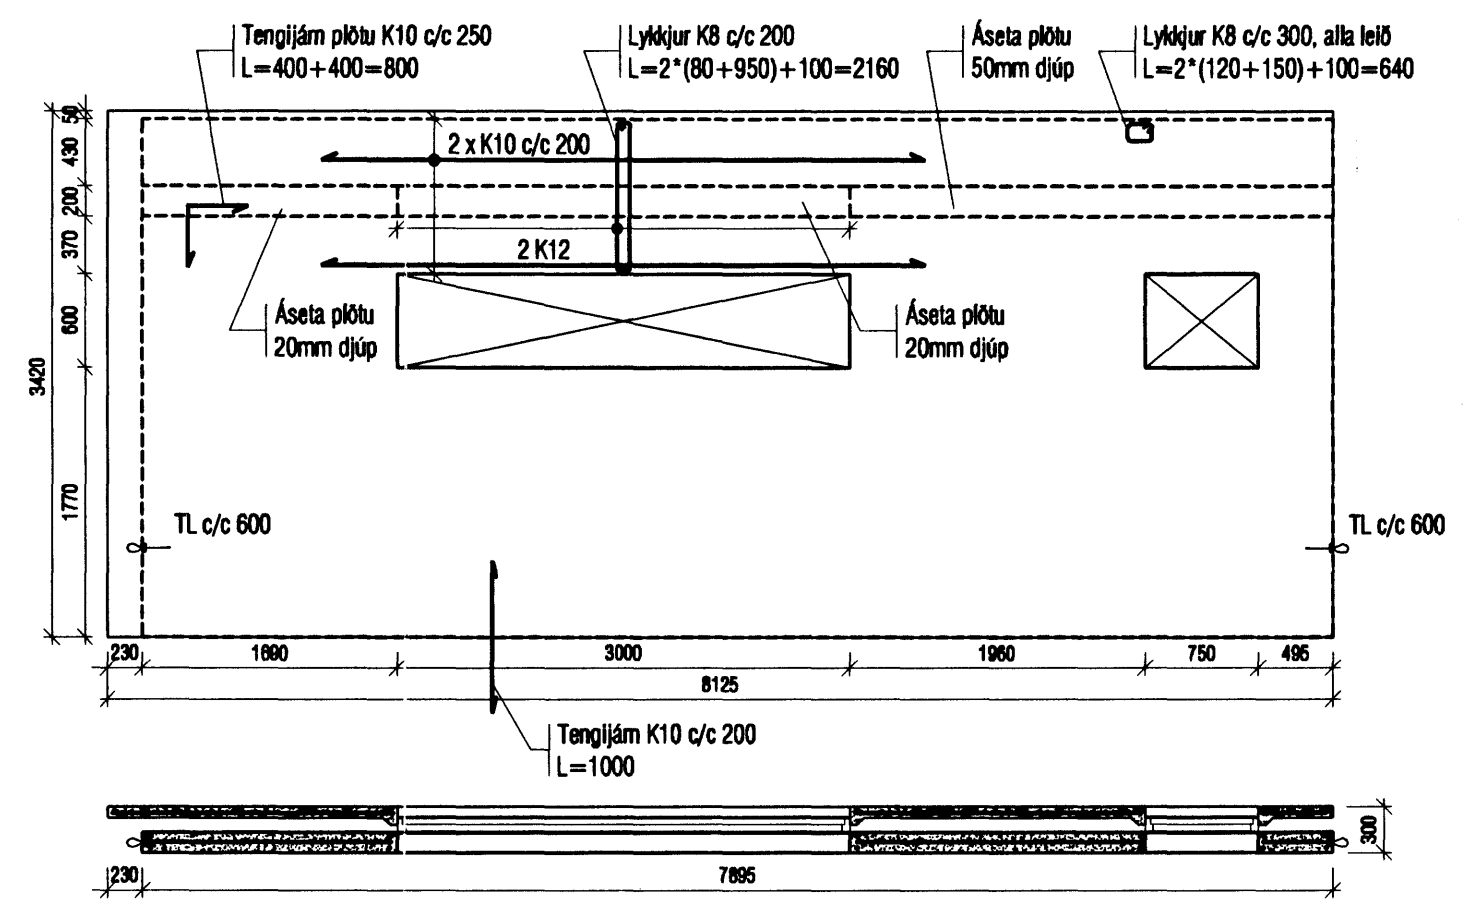 Tengijárn plötu K10 c/c 250
L=400+400=800
Lykkjur K8 c/c 200
L=2*(80+950)+100=2160
Áseta plötu
50mm djúp
Lykkjur K8 c/c 300, alla leið
L=2*(120+150)+100=640
50
430
200
370
600
1770
3420
2 x K10 c/c 200
2 K12
Áseta plötu
20mm djúp
Áseta plötu
20mm djúp
TL c/c 600
TL c/c 600
230
1690
3000
1960
750
495
8125
Tengijárn K10 c/c 200
L=1000
300
230
7895